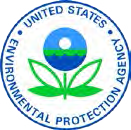 UNITED STATES
ENVIRONMENTAL PROTECTION AGENCY